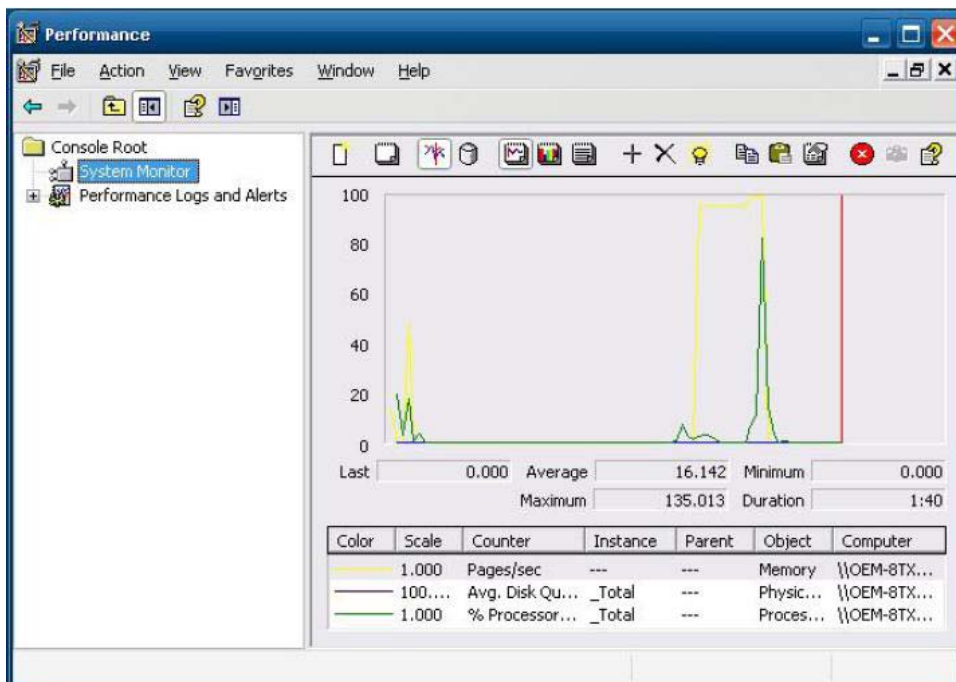 Performance
File Action View Favorites Window Help
Console Root
System Monitor
Performance Logs and Alerts
100
80
60
40
20
0
Last 0.000 Average 16.142 Minimum 0.000
Maximum 135.013 Duration 1:40
Color Scale Counter Instance Parent Object Computer
1.000 Pages/sec --- --- Memory \\OEM-8TX...
100.... Avg. Disk Qu... _Total --- Physic... \\OEM-8TX...
1.000 % Processor... _Total --- Proces... \\OEM-8TX...